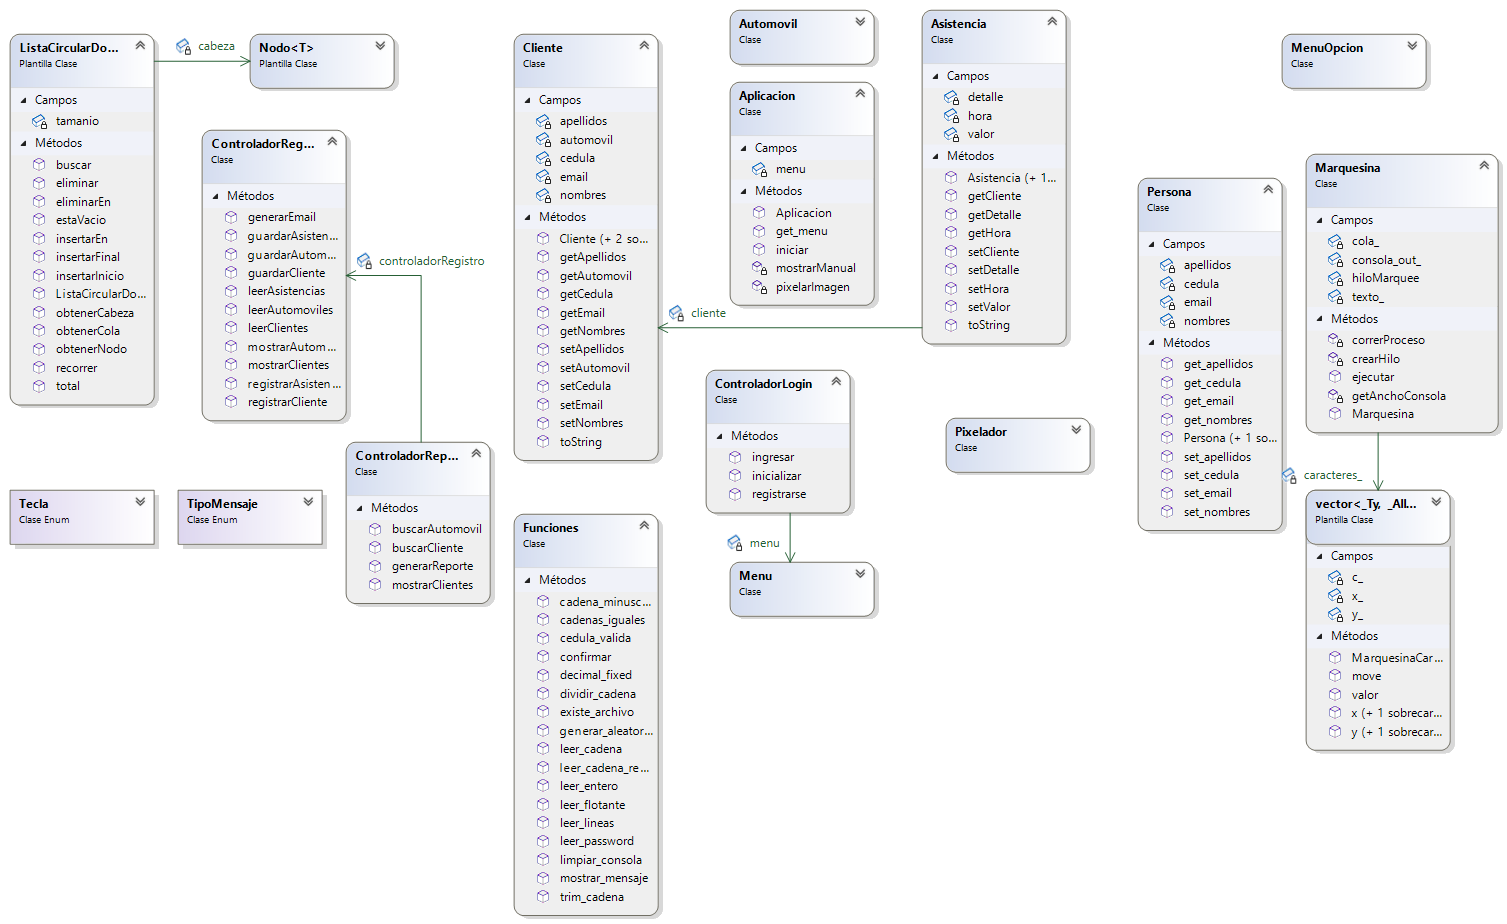 ListaCircularDo...
Plantilla Clase
Campos
tamanio
Métodos
buscar
eliminar
eliminarEn
estaVacio
insertarEn
insertarFinal
insertarInicio
ListaCircularDo...
obtenerCabeza
obtenerCola
obtenerNodo
recorrer
total
cabeza
Nodo<T>
Plantilla Clase
ControladorReg...
Clase
Métodos
generarEmail
guardarAsisten...
guardarAutom...
guardarCliente
leerAsistencias
leerAutomoviles
leerClientes
mostrarAutom...
mostrarClientes
registrarAsisten...
registrarCliente
controladorRegistro
ControladorRep...
Clase
Métodos
buscarAutomovil
buscarCliente
generarReporte
mostrarClientes
Tecla
Clase Enum
TipoMensaje
Clase Enum
Cliente
Clase
Campos
apellidos
automovil
cedula
email
nombres
Métodos
Cliente (+ 2 so...
getApellidos
getAutomovil
getCedula
getEmail
getNombres
setApellidos
setAutomovil
setCedula
setEmail
setNombres
toString
Funciones
Clase
Métodos
cadena_minusc...
cadenas_iguales
cedula_valida
confirmar
decimal_fixed
dividir_cadena
existe_archivo
generar_aleator...
leer_cadena
leer_cadena_re...
leer_entero
leer_flotante
leer_lineas
leer_password
limpiar_consola
mostrar_mensaje
trim_cadena
Automovil
Clase
Aplicacion
Clase
Campos
menu
Métodos
Aplicacion
get_menu
iniciar
mostrarManual
pixelarImagen
cliente
ControladorLogin
Clase
Métodos
ingresar
inicializar
registrarse
menu
Menu
Clase
Asistencia
Clase
Campos
detalle
hora
valor
Métodos
Asistencia (+ 1...
getCliente
getDetalle
getHora
setCliente
setDetalle
setHora
setValor
toString
Pixelador
Clase
Persona
Clase
Campos
apellidos
cedula
email
nombres
Métodos
get_apellidos
get_cedula
get_email
get_nombres
Persona (+ 1 so...
set_apellidos
set_cedula
set_email
set_nombres
MenuOpcion
Clase
Marquesina
Clase
Campos
cola_
consola_out_
hiloMarquee
texto_
Métodos
correrProceso
crearHilo
ejecutar
getAnchoConsola
Marquesina
caracteres_
vector<_Ty, _All...
Plantilla Clase
Campos
c_
x_
y_
Métodos
MarquesinaCar...
move
valor
x (+ 1 sobrecar...
y (+ 1 sobrecar...